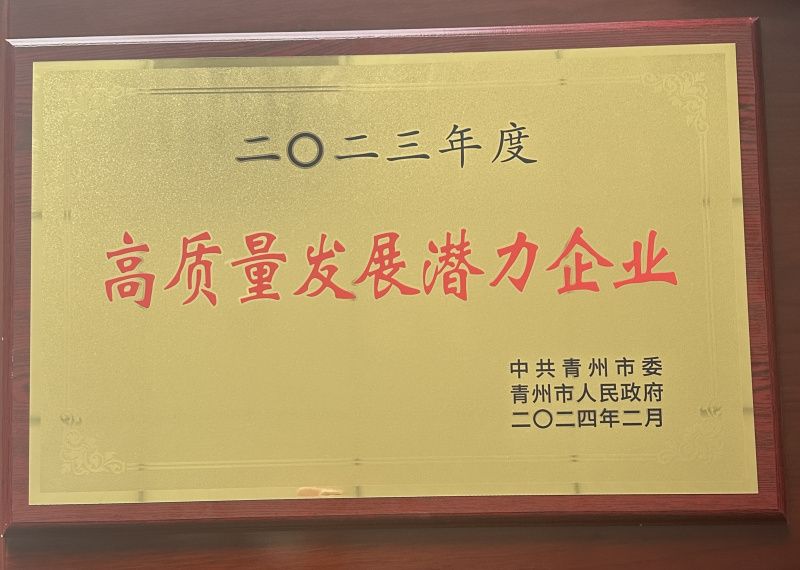 二〇二三年度
高质量发展潜力企业
中共青州市委
青州市人民政府
二〇二四年二月